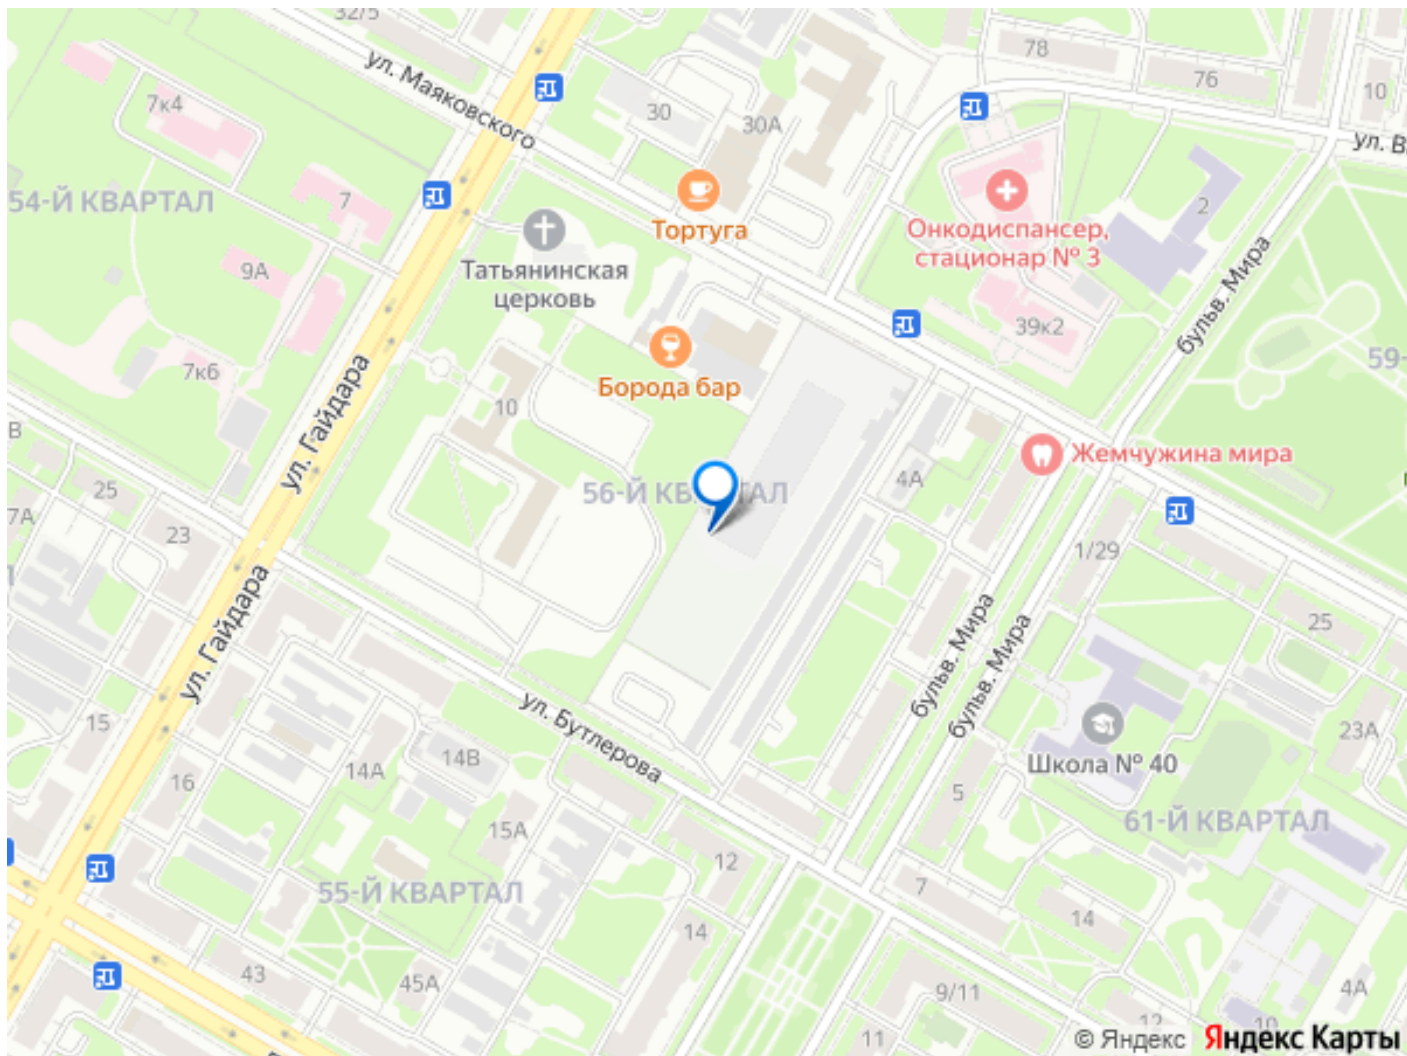 32/5
ул. Маяковского
7к4
30
30А
78
76
10
ул. В
54-Й КВАРТАЛ
7
2
Тортуга
Онкодиспансер,
стационар № 3
бульв. Мира
9А
Татьянинская
церковь
39к2
59-
7к6
ул. Гайдара
Борода бар
10
В
Жемчужина мира
25
56-Й КВАРТАЛ
4А
7А
23
1/29
ул. Гайдара
бульв. Мира
бульв. Мира
25
15
ул. Бутлерова
14В
14А
16
Школа № 40
23А
5
15А
61-Й КВАРТАЛ
12
55-Й КВАРТАЛ
7
14
14
43
45А
9/11
4А
12
10
11
© Яндекс Яндекс Карты